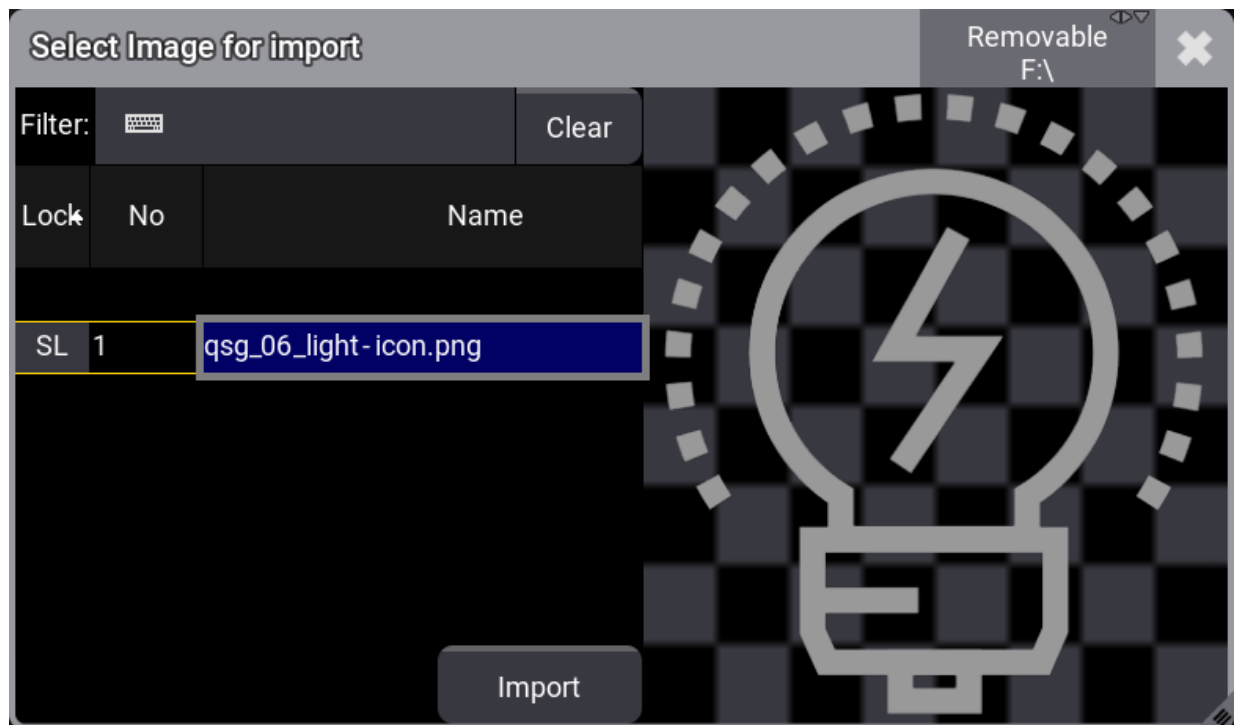 Select Image for import
Removable
F:\
Filter:
Clear
Lock No Name
SL 1 qsg_06_light-icon.png
Import